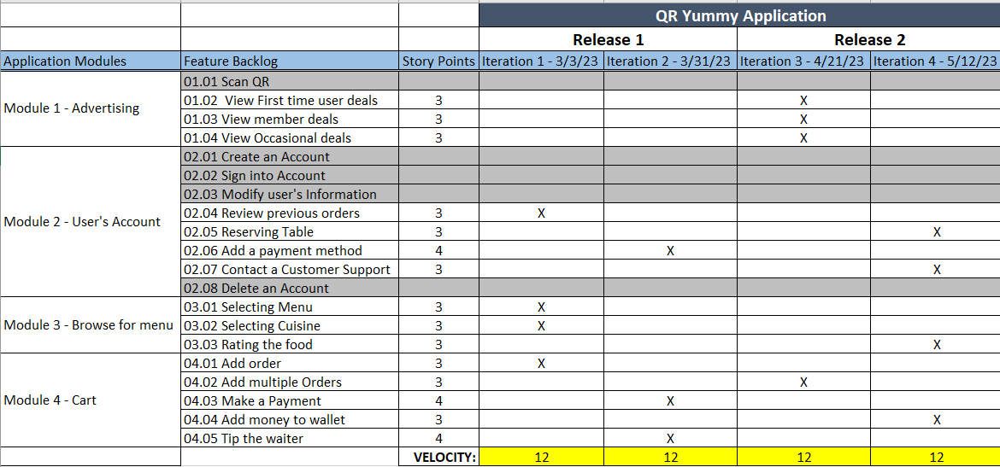 QR Yummy Application
Release 1 Release 2
Application Modules Feature Backlog Story Points Iteration 1 - 3/3/23 Iteration 2 - 3/31/23 Iteration 3 - 4/21/23 Iteration 4 - 5/12/23
Module 1 - Advertising
01.01 Scan QR
01.02 View First time user deals 3 X
01.03 View member deals 3 X
01.04 View Occasional deals 3 X
Module 2 - User's Account
02.01 Create an Account
02.02 Sign into Account
02.03 Modify user's Information
02.04 Review previous orders 3 X
02.05 Reserving Table 3 X
02.06 Add a payment method 4 X
02.07 Contact a Customer Support 3 X
02.08 Delete an Account
Module 3 - Browse for menu
03.01 Selecting Menu 3 X
03.02 Selecting Cuisine 3 X
03.03 Rating the food 3 X
Module 4 - Cart
04.01 Add order 3 X
04.02 Add multiple Orders 3 X
04.03 Make a Payment 4 X
04.04 Add money to wallet 3 X
04.05 Tip the waiter 4 X
VELOCITY: 12 12 12 12